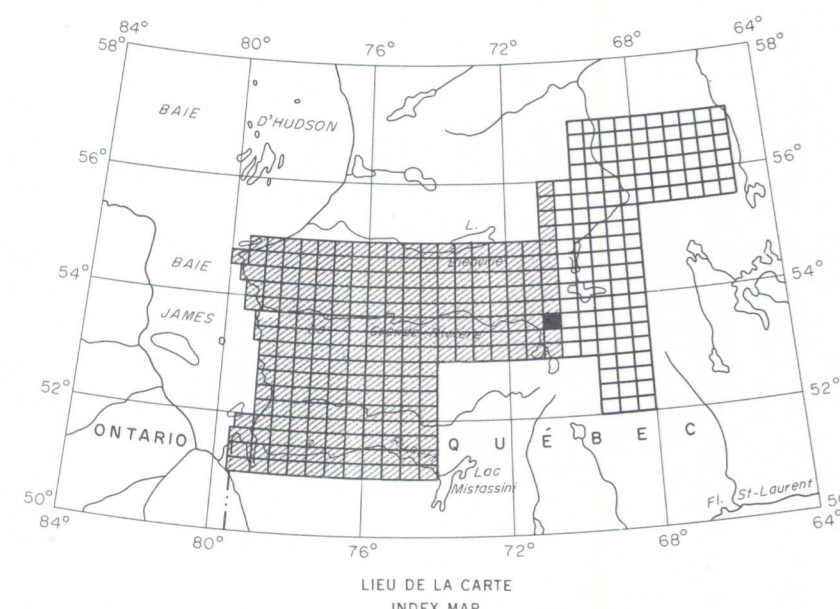 84°
80°
76°
72°
68°
64°
58°
58°
BAIE
D'HUDSON
56°
56°
L.
BAIE
54°
54°
JAMES
52°
52°
ONTARIO
QUÉBEC
Lac
Mistassini
Fl. St-Laurent
50°
84°
80°
76°
72°
68°
64°
LIEU DE LA CARTE
INDEX MAP